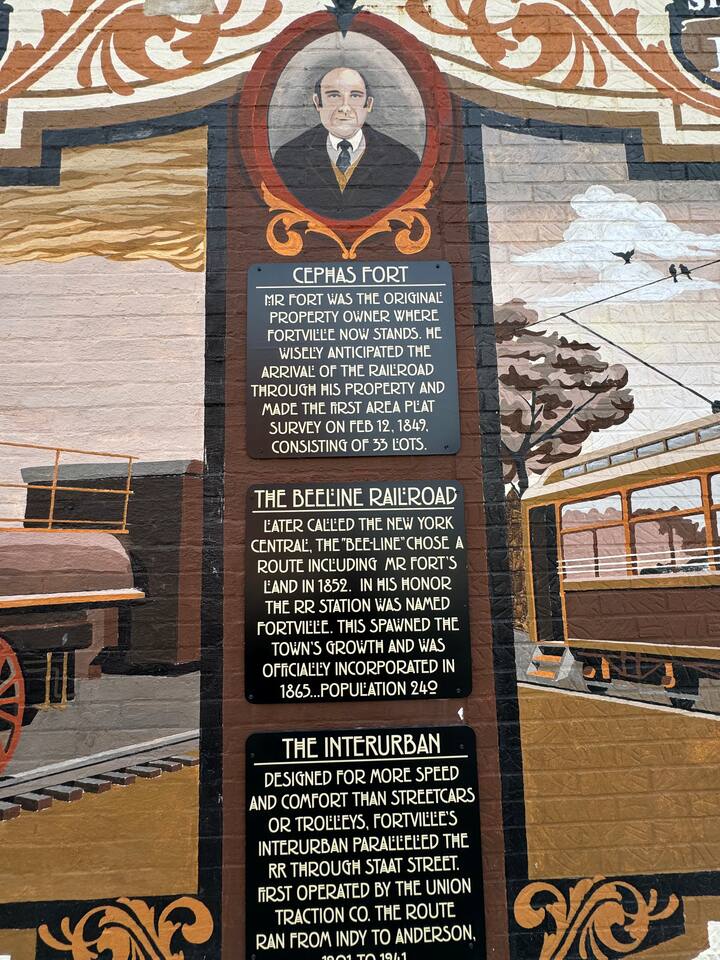 CEPHAS FORT
MR FORT WAS THE ORIGINAL
PROPERTY OWNER WHERE
FORTVILLE NOW STANDS. HE
WISELY ANTICIPATED THE
ARRIVAL OF THE RAILROAD
THROUGH HIS PROPERTY AND
MADE THE FIRST AREA PLAT
SURVEY ON FEB 12, 1849,
CONSISTING OF 33 LOTS.
THE BEELINE RAILROAD
LATER CALLED THE NEW YORK
CENTRAL, THE "BEE-LINE" CHOSE A
ROUTE INCLUDING MR FORT'S
LAND IN 1852. IN HIS HONOR
THE RR STATION WAS NAMED
FORTVILLE. THIS SPAWNED THE
TOWN'S GROWTH AND WAS
OFFICIALLY INCORPORATED IN
1865...POPULATION 240
THE INTERURBAN
DESIGNED FOR MORE SPEED
AND COMFORT THAN STREETCARS
OR TROLLEYS, FORTVILLE'S
INTERURBAN PARALLELED THE
RR THROUGH STAAT STREET.
FIRST OPERATED BY THE UNION
TRACTION CO. THE ROUTE
RAN FROM INDY TO ANDERSON,
1901 TO 1941